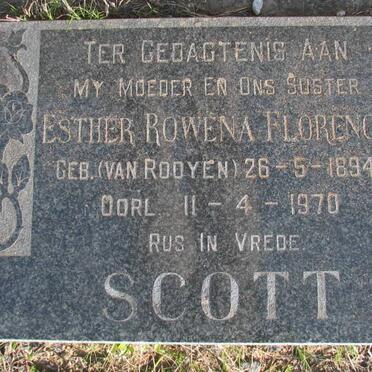 TER GEDAGTENIS AAN
MY MOEDER EN ONS SUSTER
ESTHER ROWENA FLORENC
GEB. (VAN ROOYEN) 26-5-1894
OORL. 11-4-1970
RUS IN VREDE
SCOTT